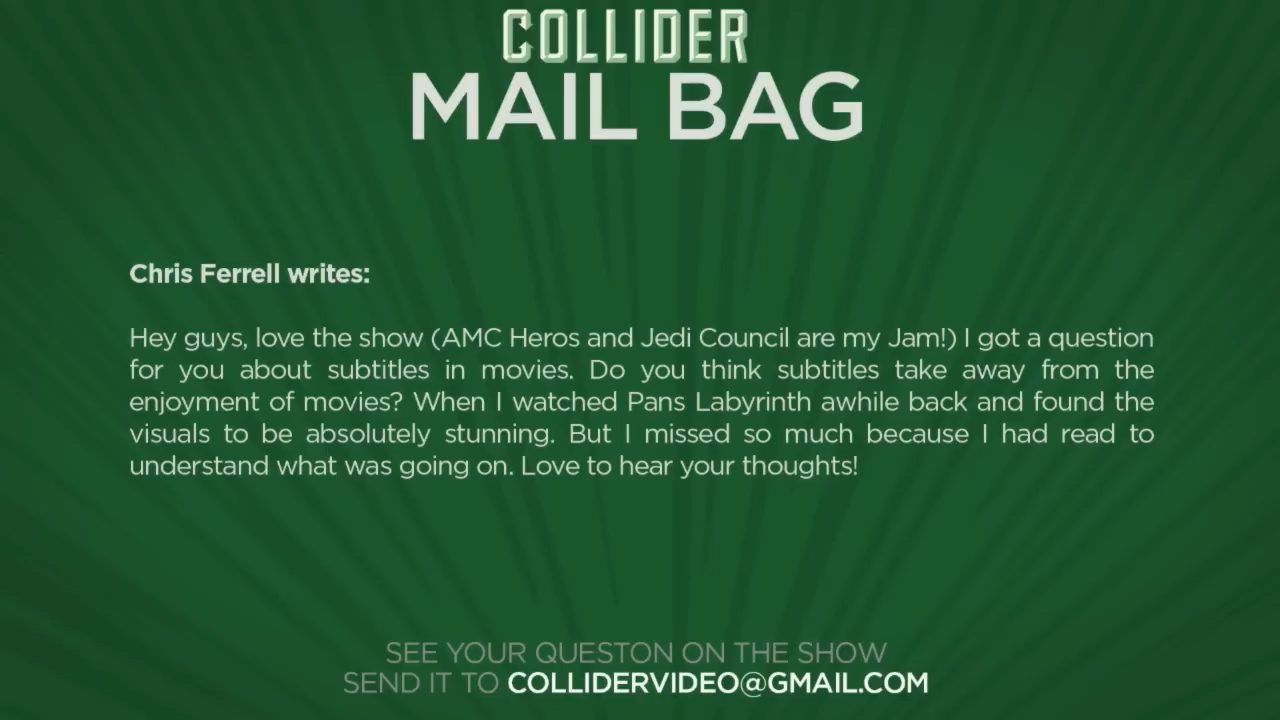 COLLIDER
MAIL BAG
Chris Ferrell writes:
Hey guys, love the show (AMC Heros and Jedi Council are my Jam!) I got a question
for you about subtitles in movies. Do you think subtitles take away from the
enjoyment of movies? When I watched Pans Labyrinth awhile back and found the
visuals to be absolutely stunning. But I missed so much because I had read to
understand what was going on. Love to hear your thoughts!
SEE YOUR QUESTON ON THE SHOW
SEND IT TO COLLIDERVIDEO@GMAIL.COM